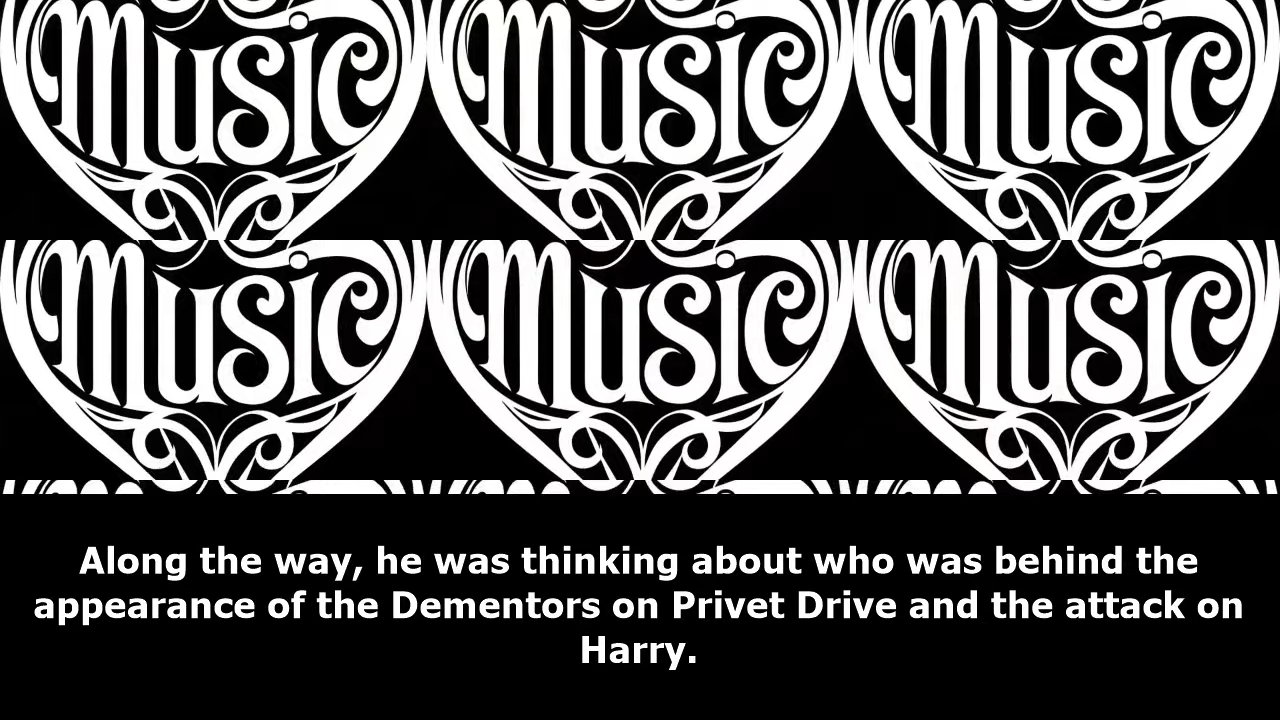 Music Music Music
Music Music Music
Along the way, he was thinking about who was behind the
appearance of the Dementors on Privet Drive and the attack on
Harry.